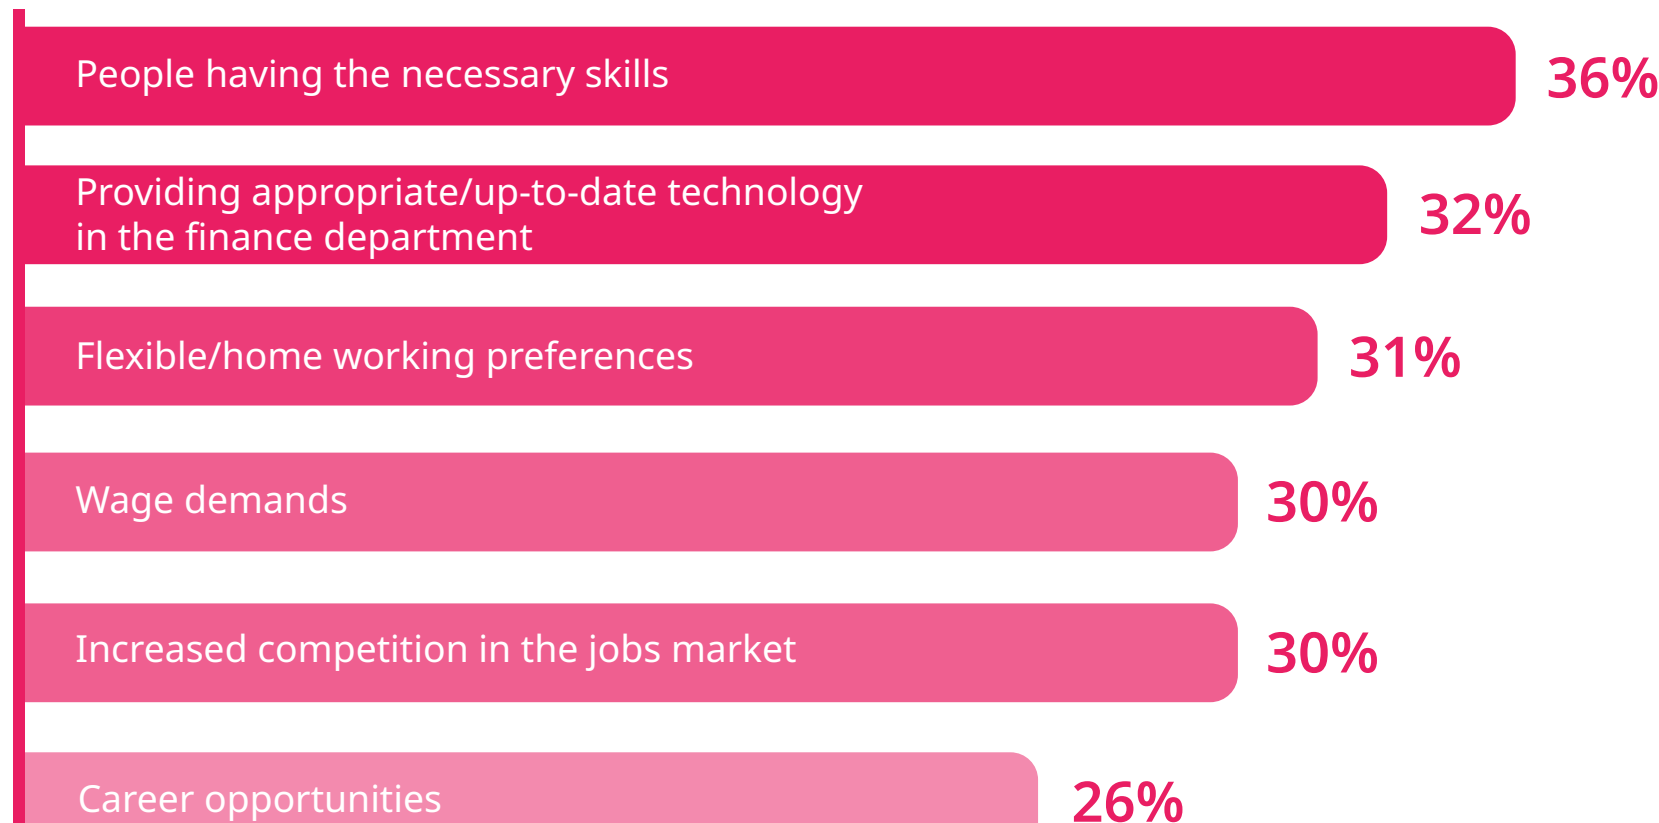 People having the necessary skills 36%
Providing appropriate/up-to-date technology
in the finance department 32%
Flexible/home working preferences 31%
Wage demands 30%
Increased competition in the jobs market 30%
Career opportunities 26%